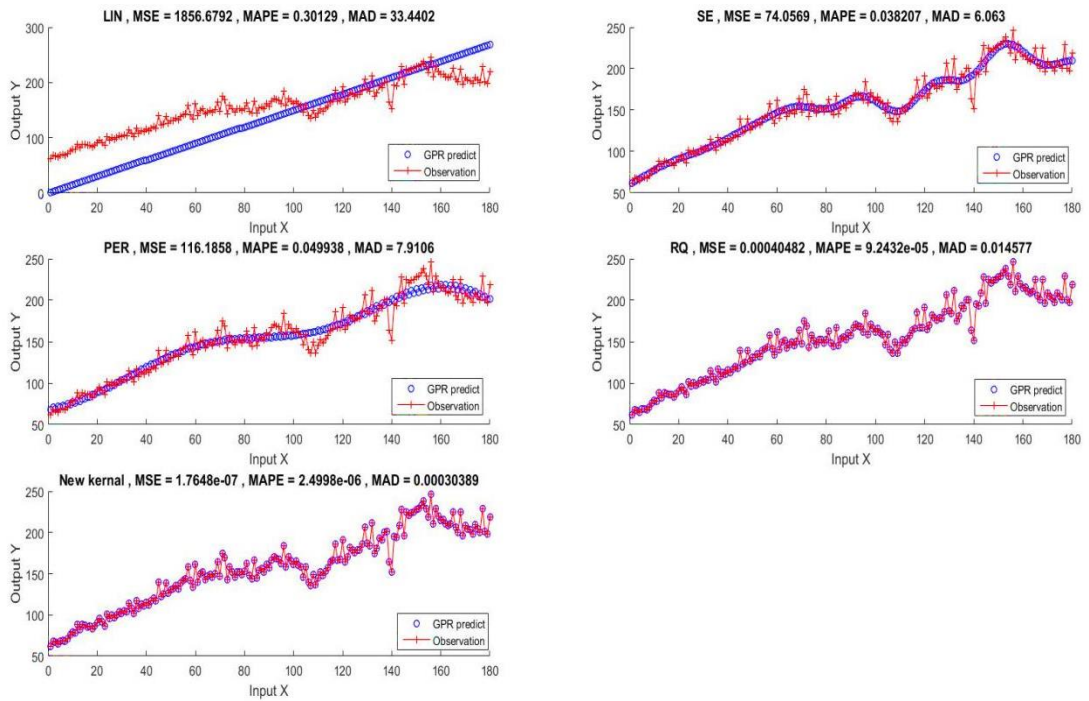 LIN , MSE = 1856.6792 , MAPE = 0.30129 , MAD = 33.4402
300
200
100
0
Output Y
0 20 40 60 80 100 120 140 160 180
Input X
GPR predict
Observation
SE , MSE = 74.0569 , MAPE = 0.038207 , MAD = 6.063
250
200
150
100
50
Output Y
0 20 40 60 80 100 120 140 160 180
Input X
GPR predict
Observation
PER , MSE = 116.1858 , MAPE = 0.049938 , MAD = 7.9106
250
200
150
100
50
Output Y
0 20 40 60 80 100 120 140 160 180
Input X
GPR predict
Observation
RQ , MSE = 0.00040482 , MAPE = 9.2432e-05 , MAD = 0.014577
250
200
150
100
50
Output Y
0 20 40 60 80 100 120 140 160 180
Input X
GPR predict
Observation
New kernal , MSE = 1.7648e-07 , MAPE = 2.4998e-06 , MAD = 0.00030389
250
200
150
100
50
Output Y
0 20 40 60 80 100 120 140 160 180
Input X
GPR predict
Observation